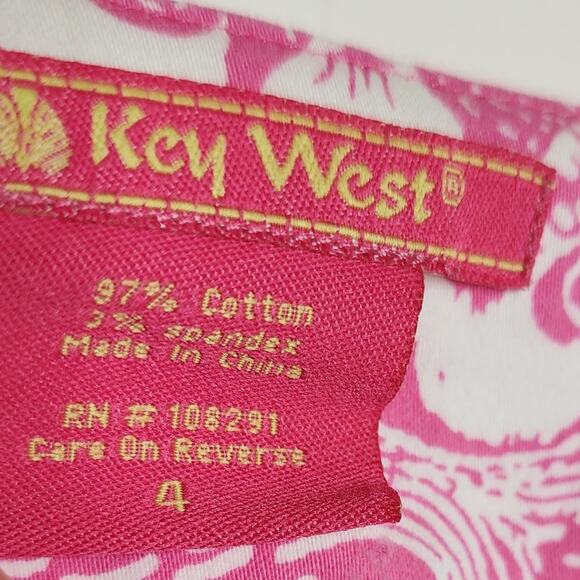 Key West®
97% Cotton
3% spandex
Made in China
RN # 108291
Care On Reverse
4